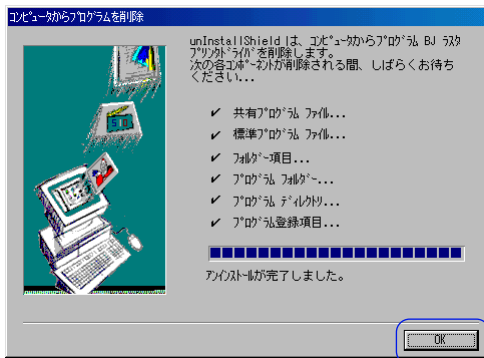 コンピュータからプログラムを削除
unInstallShield は、コンピュータからプログラム BJ ラスタ
プリンタドライバを削除します。
次の各コンポーネントが削除される間、しばらくお待ち
ください...
✔ 共有プログラム ファイル...
✔ 標準プログラム ファイル...
✔ フォルダー項目...
✔ プログラム フォルダー...
✔ プログラム ディレクトリ...
✔ プログラム登録項目...
アンインストールが完了しました。
OK